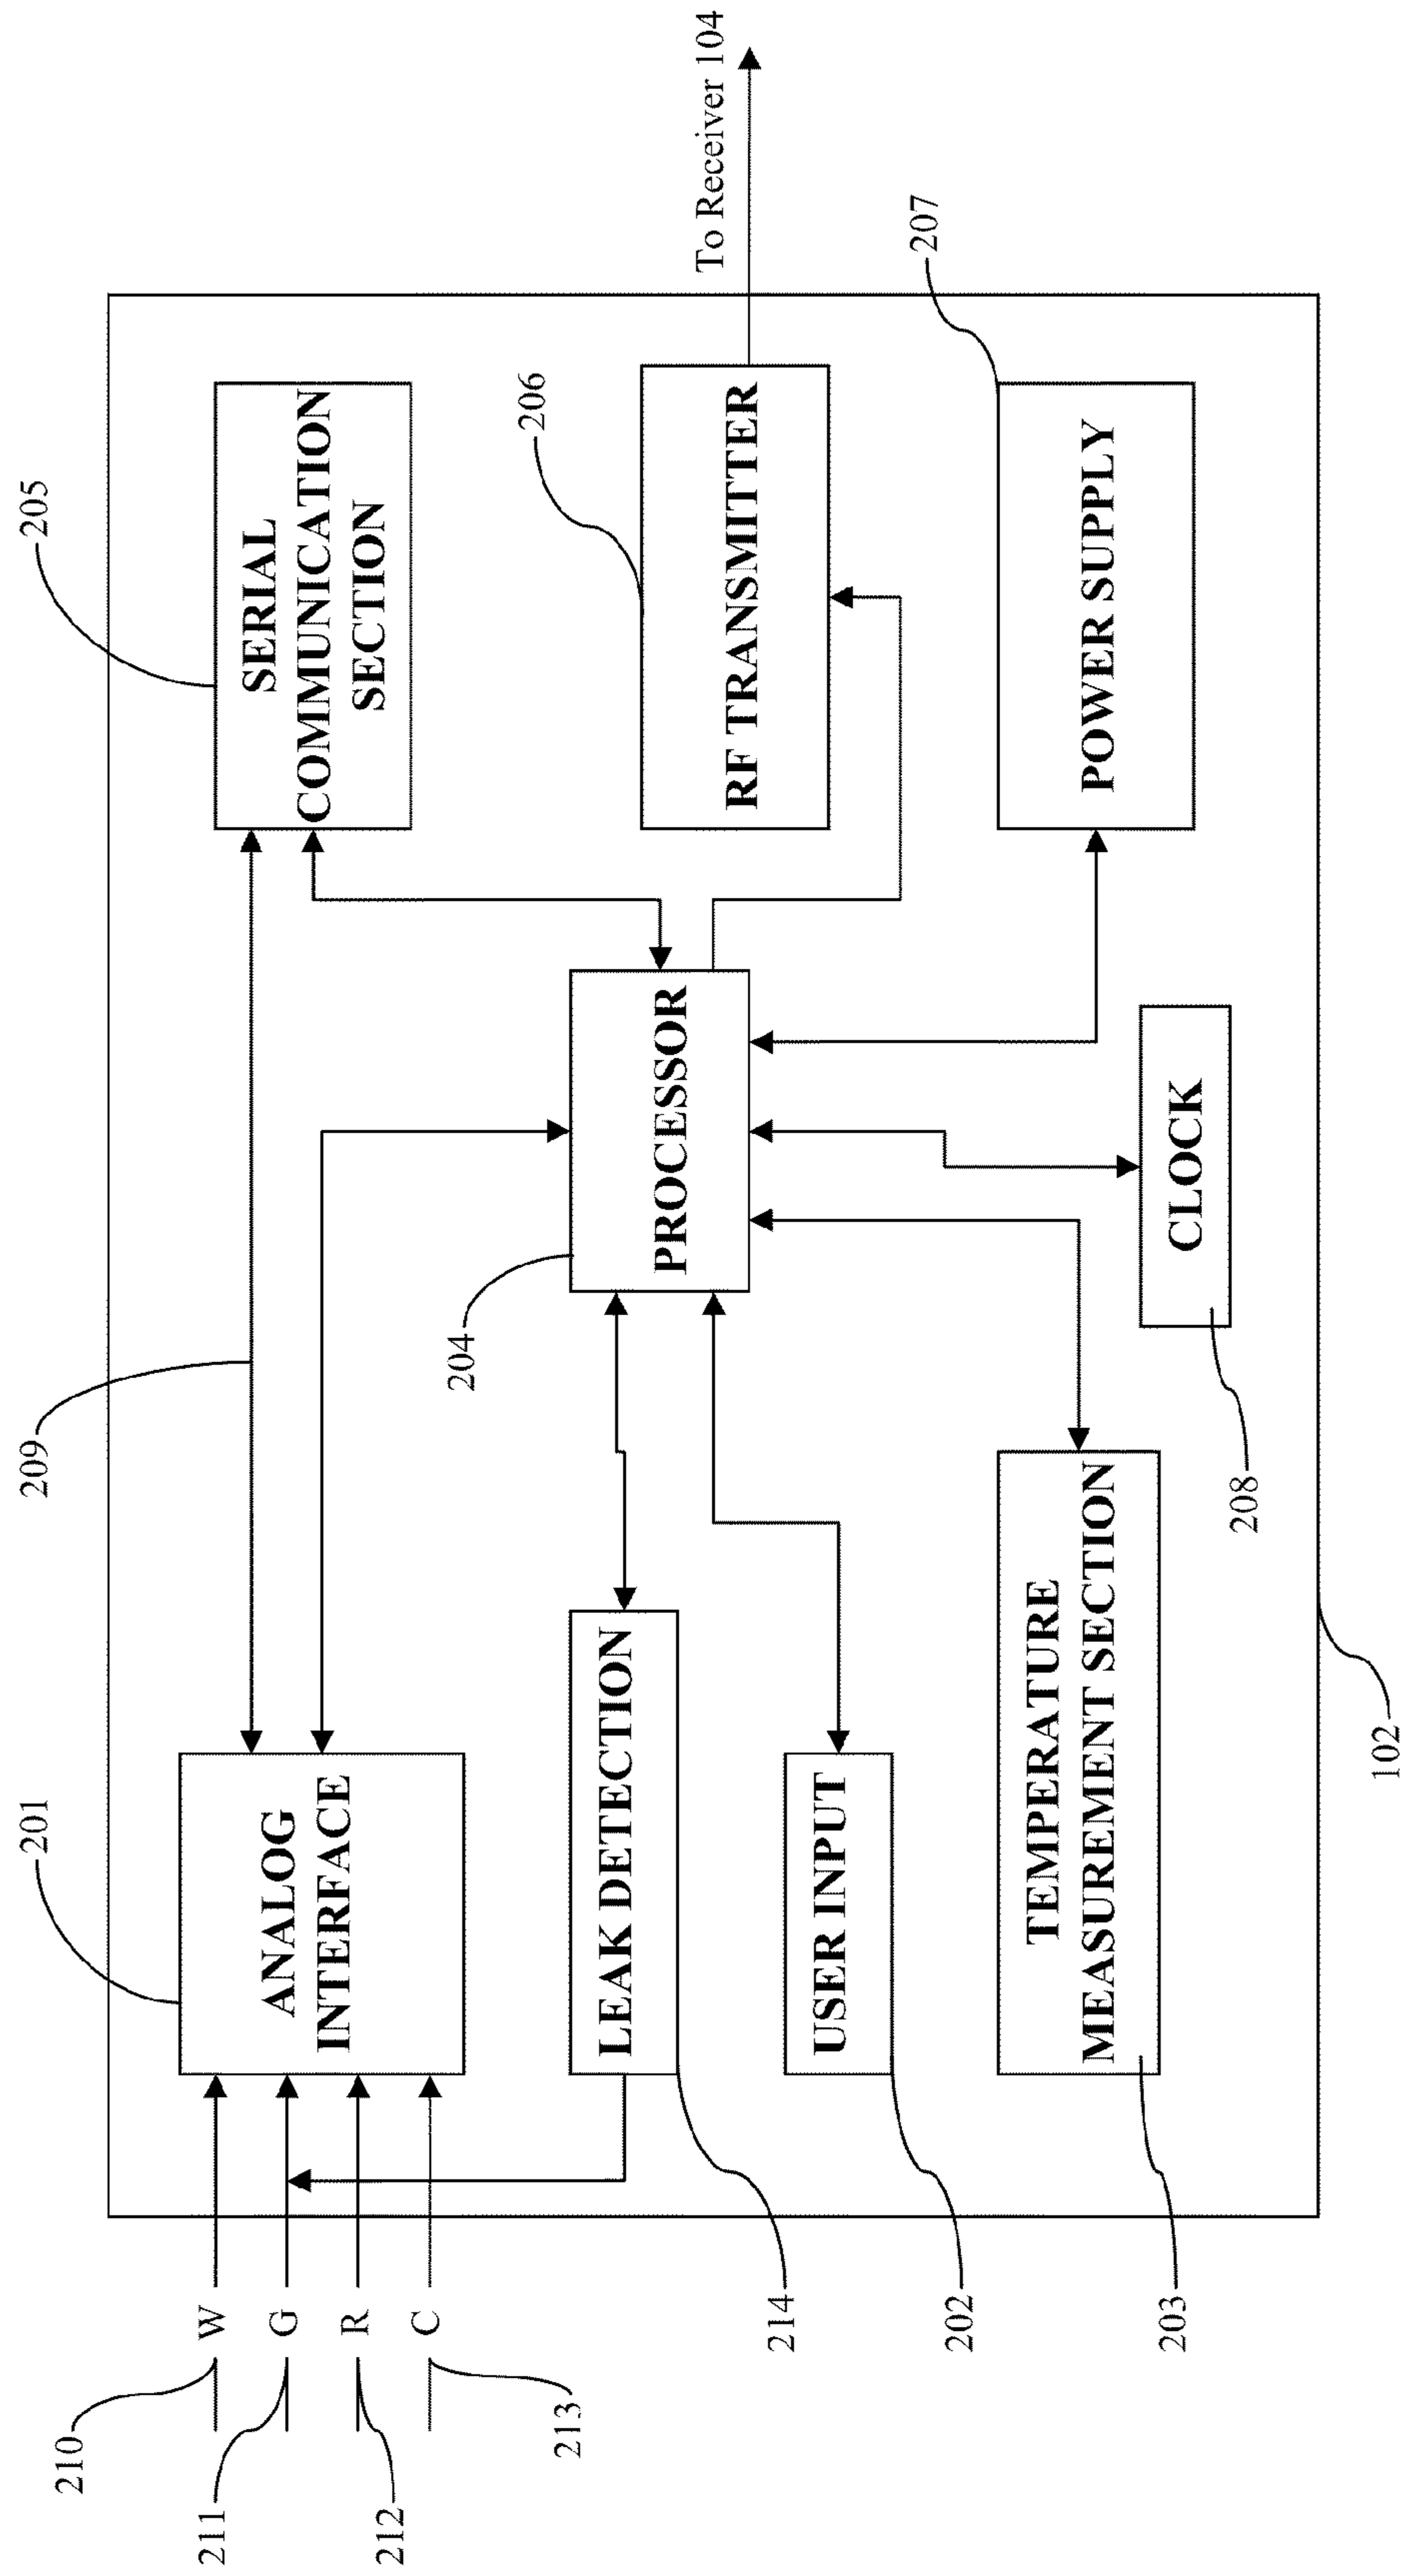 201
209
205
210
W
211
G
212
R
213
C
ANALOG
INTERFACE
SERIAL
COMMUNICATION
SECTION
LEAK DETECTION
214
204
PROCESSOR
206
RF TRANSMITTER
To Receiver 104
USER INPUT
202
TEMPERATURE
MEASUREMENT SECTION
203
CLOCK
208
POWER SUPPLY
207
102